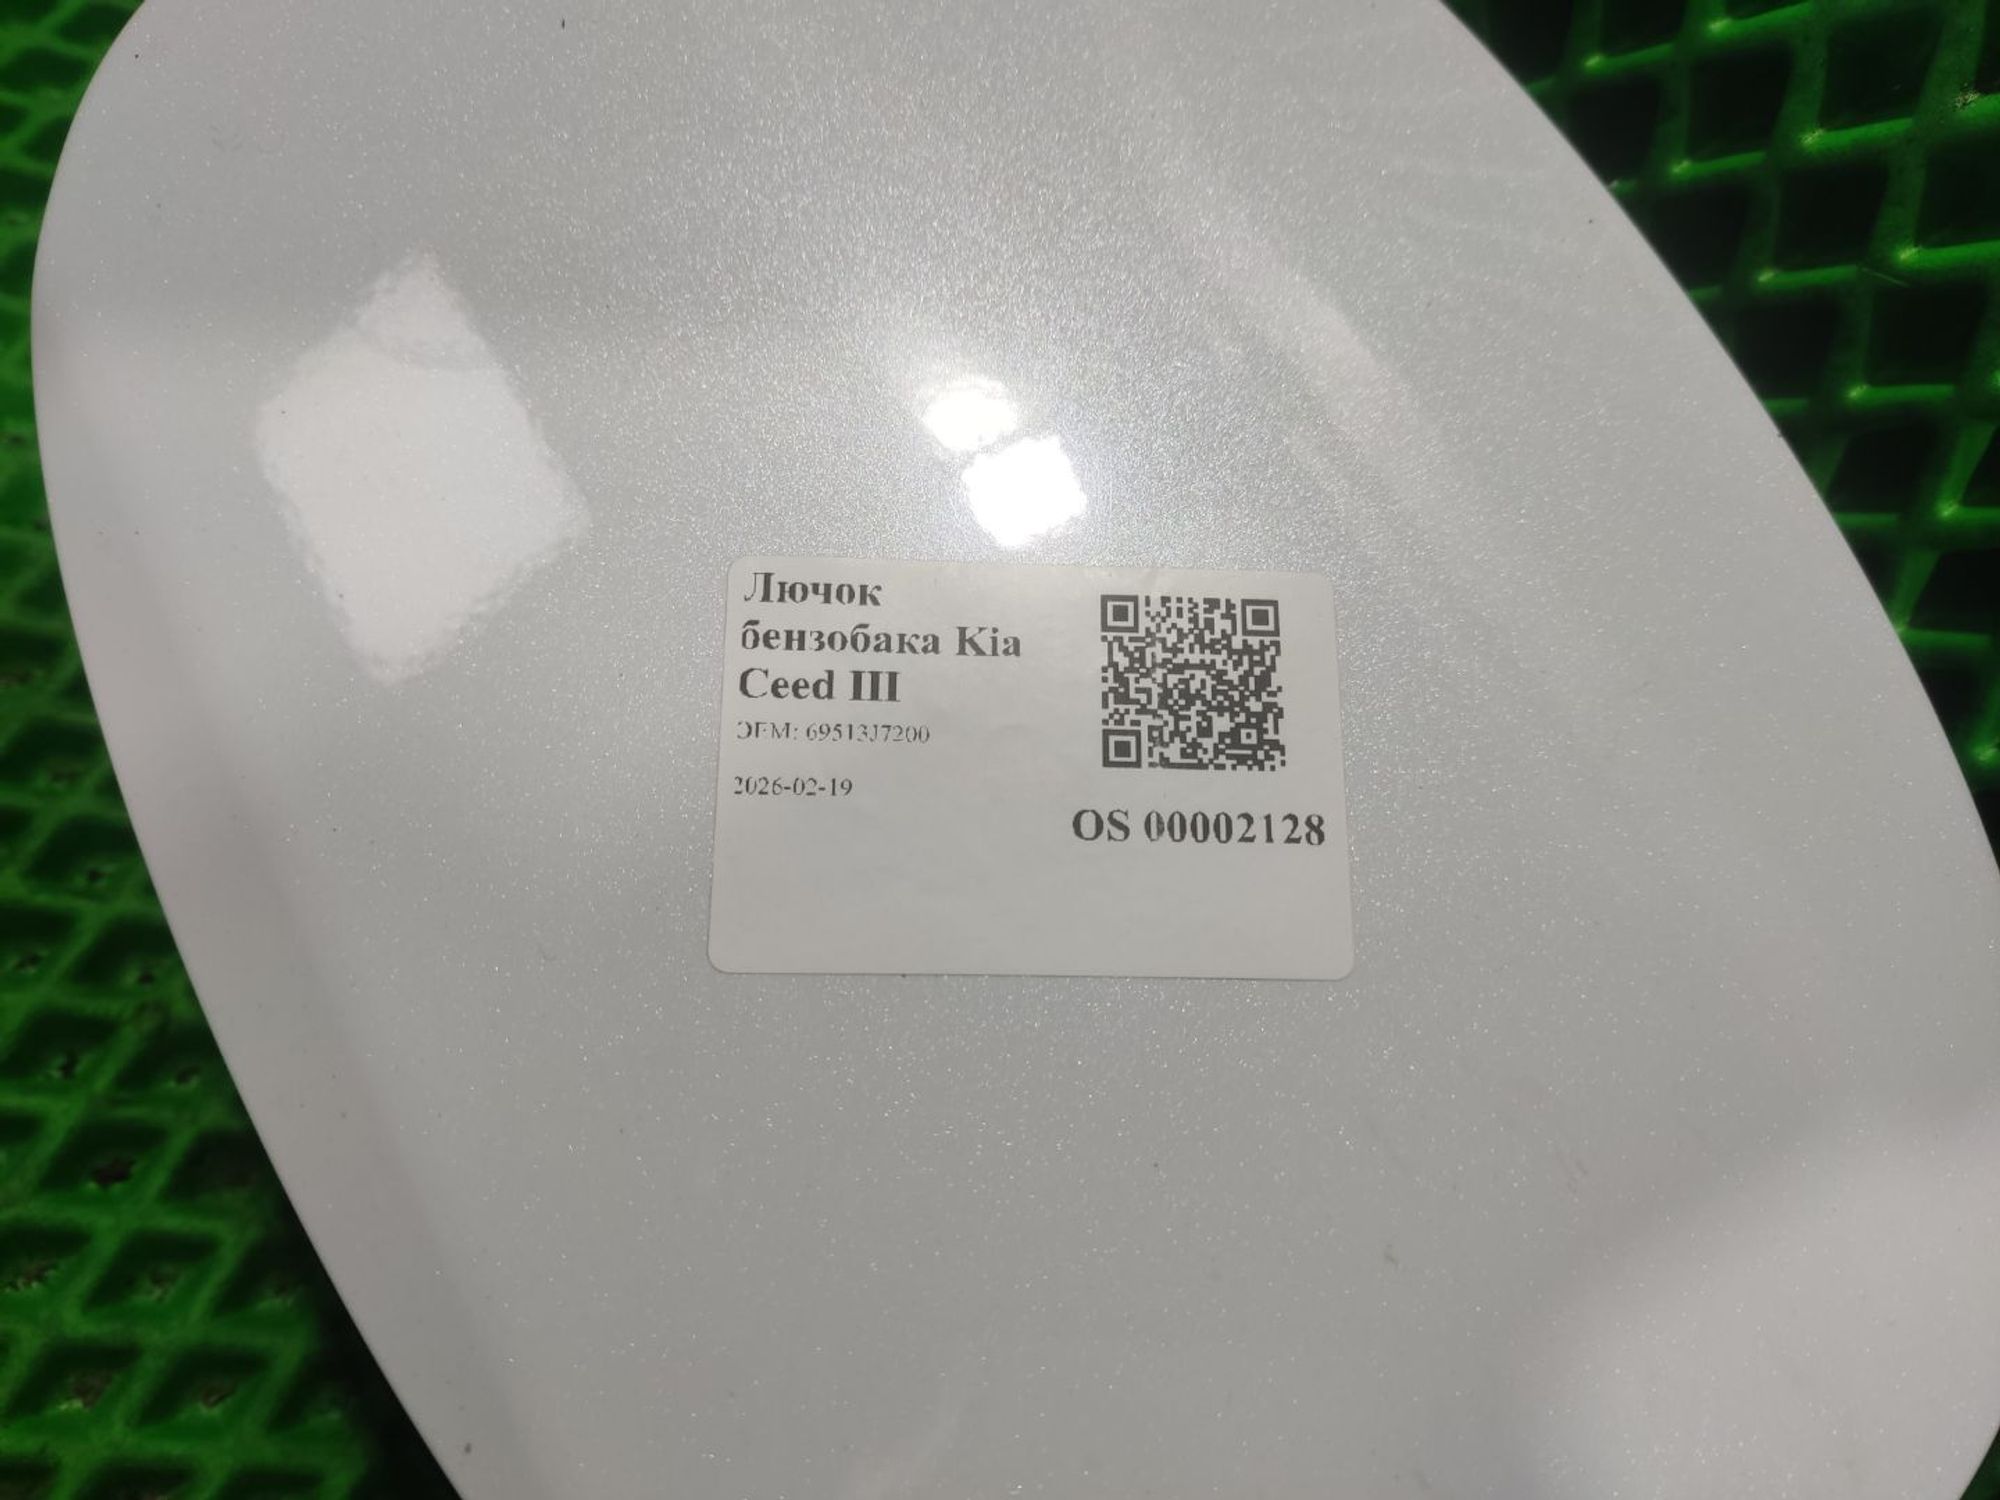 Лючок
бензобака Kia
Ceed III
ОЕМ: 69513J7200
2026-02-19
OS 00002128